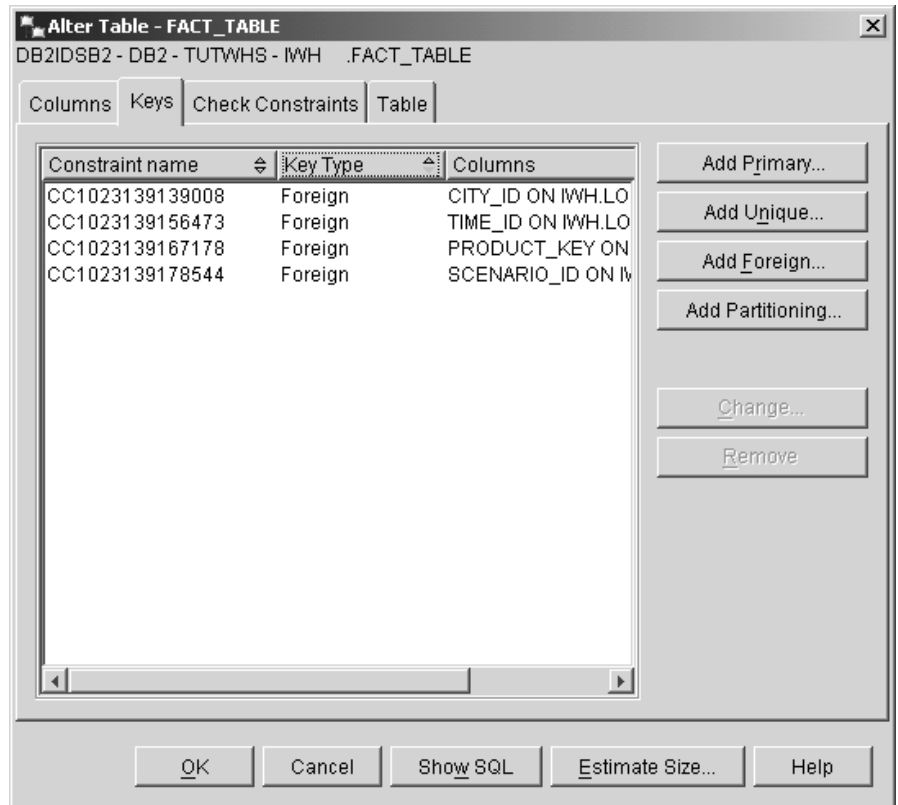 Alter Table - FACT_TABLE
DB2IDSB2 - DB2 - TUTWHS - IWH .FACT_TABLE
Columns Keys Check Constraints Table
Constraint name Key Type Columns
CC1023139139008 Foreign CITY_ID ON IWH.LO
CC1023139156473 Foreign TIME_ID ON IWH.LO
CC1023139167178 Foreign PRODUCT_KEY ON
CC1023139178544 Foreign SCENARIO_ID ON
Add Primary...
Add Unique...
Add Foreign...
Add Partitioning...
Change...
Remove
OK Cancel Show SQL Estimate Size... Help